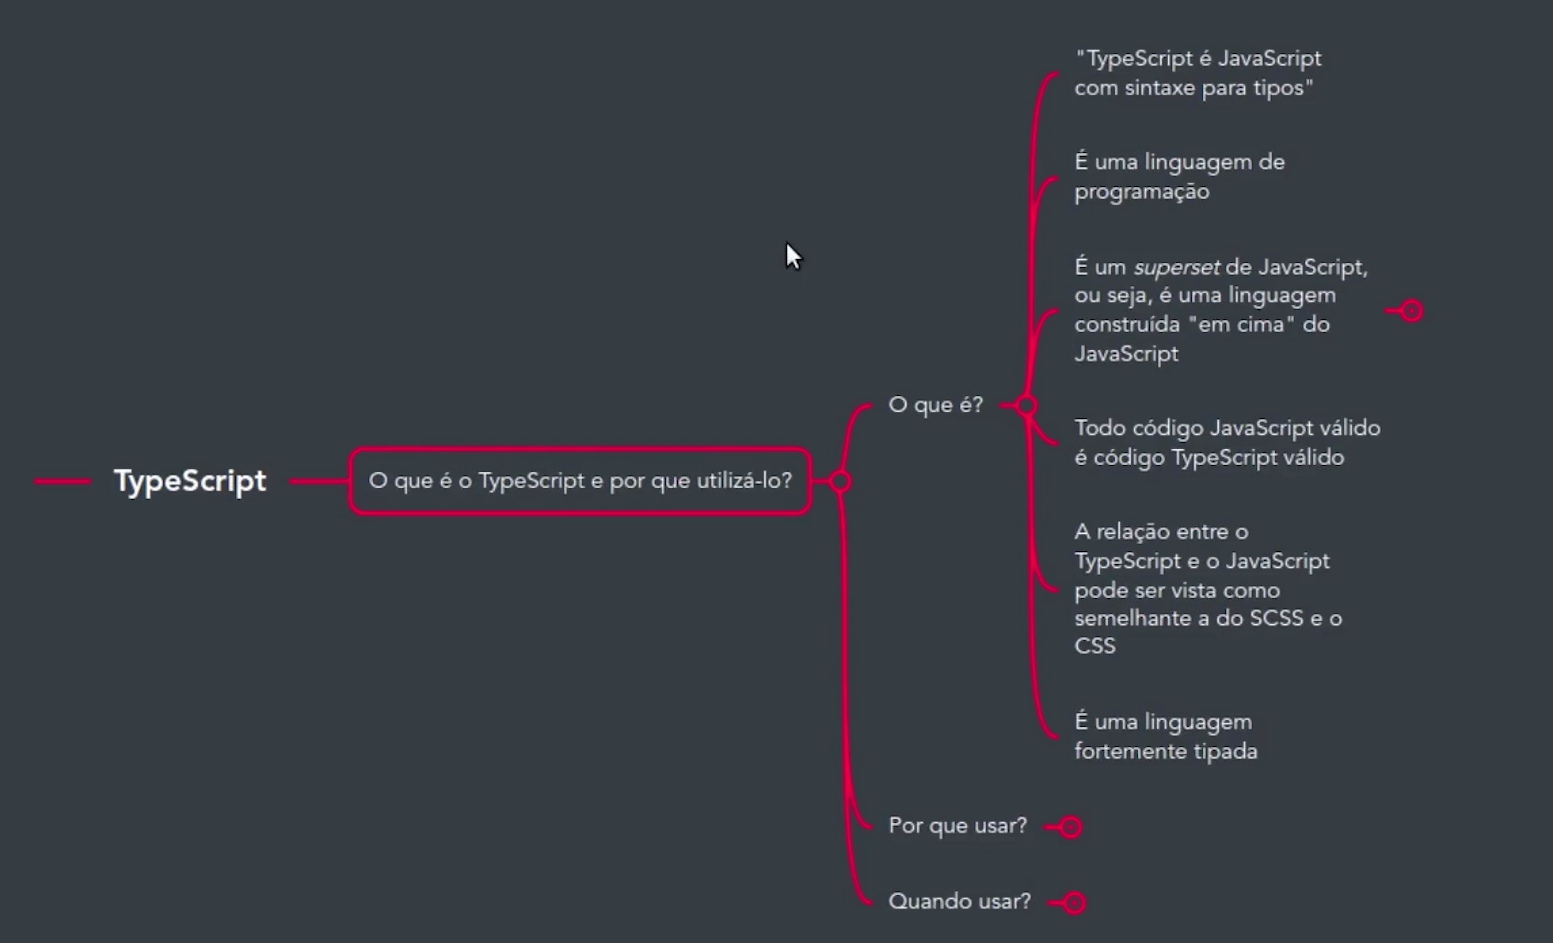 TypeScript
O que é o TypeScript e por que utilizá-lo?
O que é?
"TypeScript é JavaScript
com sintaxe para tipos"
É uma linguagem de
programação
É um superset de JavaScript,
ou seja, é uma linguagem
construída "em cima" do
JavaScript
Todo código JavaScript válido
é código TypeScript válido
A relação entre o
TypeScript e o JavaScript
pode ser vista como
semelhante a do SCSS e o
CSS
É uma linguagem
fortemente tipada
Por que usar?
Quando usar?